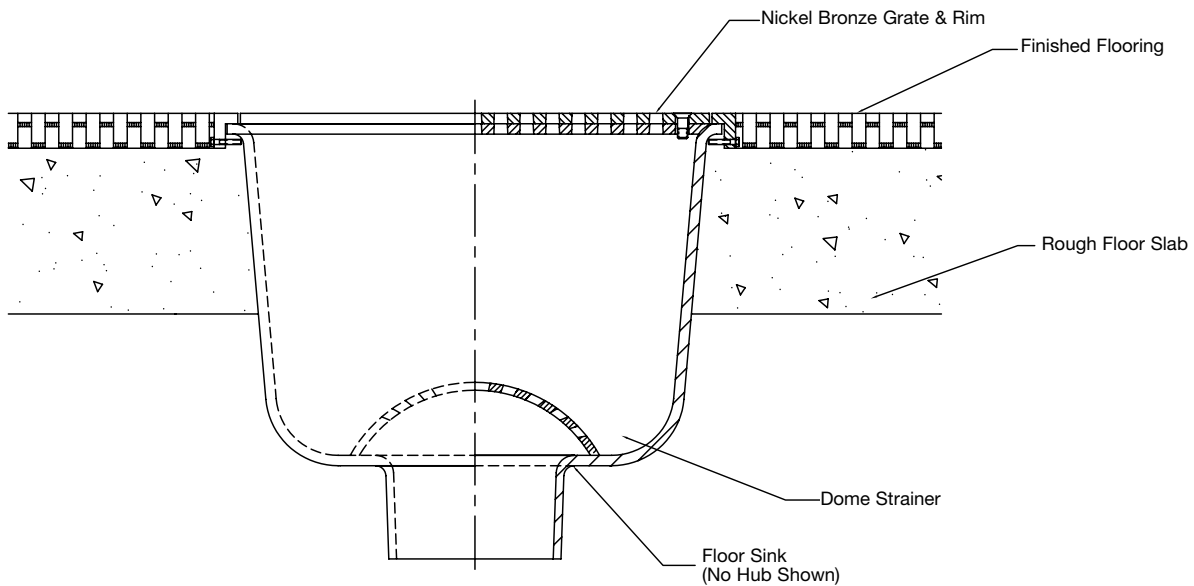 Nickel Bronze Grate & Rim
Finished Flooring
Rough Floor Slab
Dome Strainer
Floor Sink
(No Hub Shown)